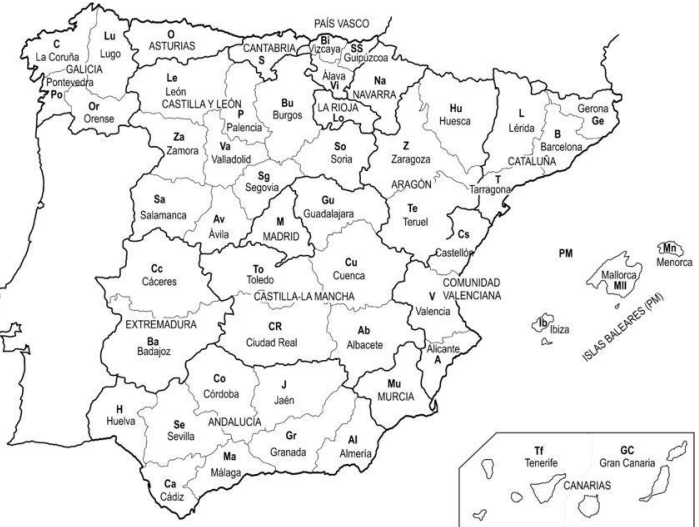 PAÍS VASCO
C
La Coruña
Lu
Lugo
GALICIA
Pontevedra
Po
Or
Orense
O
ASTURIAS
CANTABRIA
S
Bi
Vizcaya
SS
Guipúzcoa
Álava
Vi
Na
NAVARRA
LA RIOJA
Lo
Le
León
CASTILLA Y LEÓN
P
Palencia
Bu
Burgos
Za
Zamora
Va
Valladolid
So
Soria
Sg
Segovia
Sa
Salamanca
Av
Ávila
Hu
Huesca
Z
Zaragoza
ARAGÓN
Te
Teruel
L
Lérida
Gerona
Ge
B
Barcelona
CATALUÑA
T
Tarragona
M
MADRID
Gu
Guadalajara
Cu
Cuenca
To
Toledo
CASTILLA-LA MANCHA
CR
Ciudad Real
Ab
Albacete
Cs
Castellón
COMUNIDAD
VALENCIANA
V
Valencia
Alicante
A
PM
Mn
Menorca
Mallorca
Mll
Ib
Ibiza
ISLAS BALEARES (PM)
Cc
Cáceres
EXTREMADURA
Ba
Badajoz
Mu
MURCIA
H
Huelva
Se
Sevilla
Co
Córdoba
J
Jaén
ANDALUCÍA
Gr
Granada
Al
Almería
Ma
Málaga
Ca
Cádiz
Tf
Tenerife
GC
Gran Canaria
CANARIAS